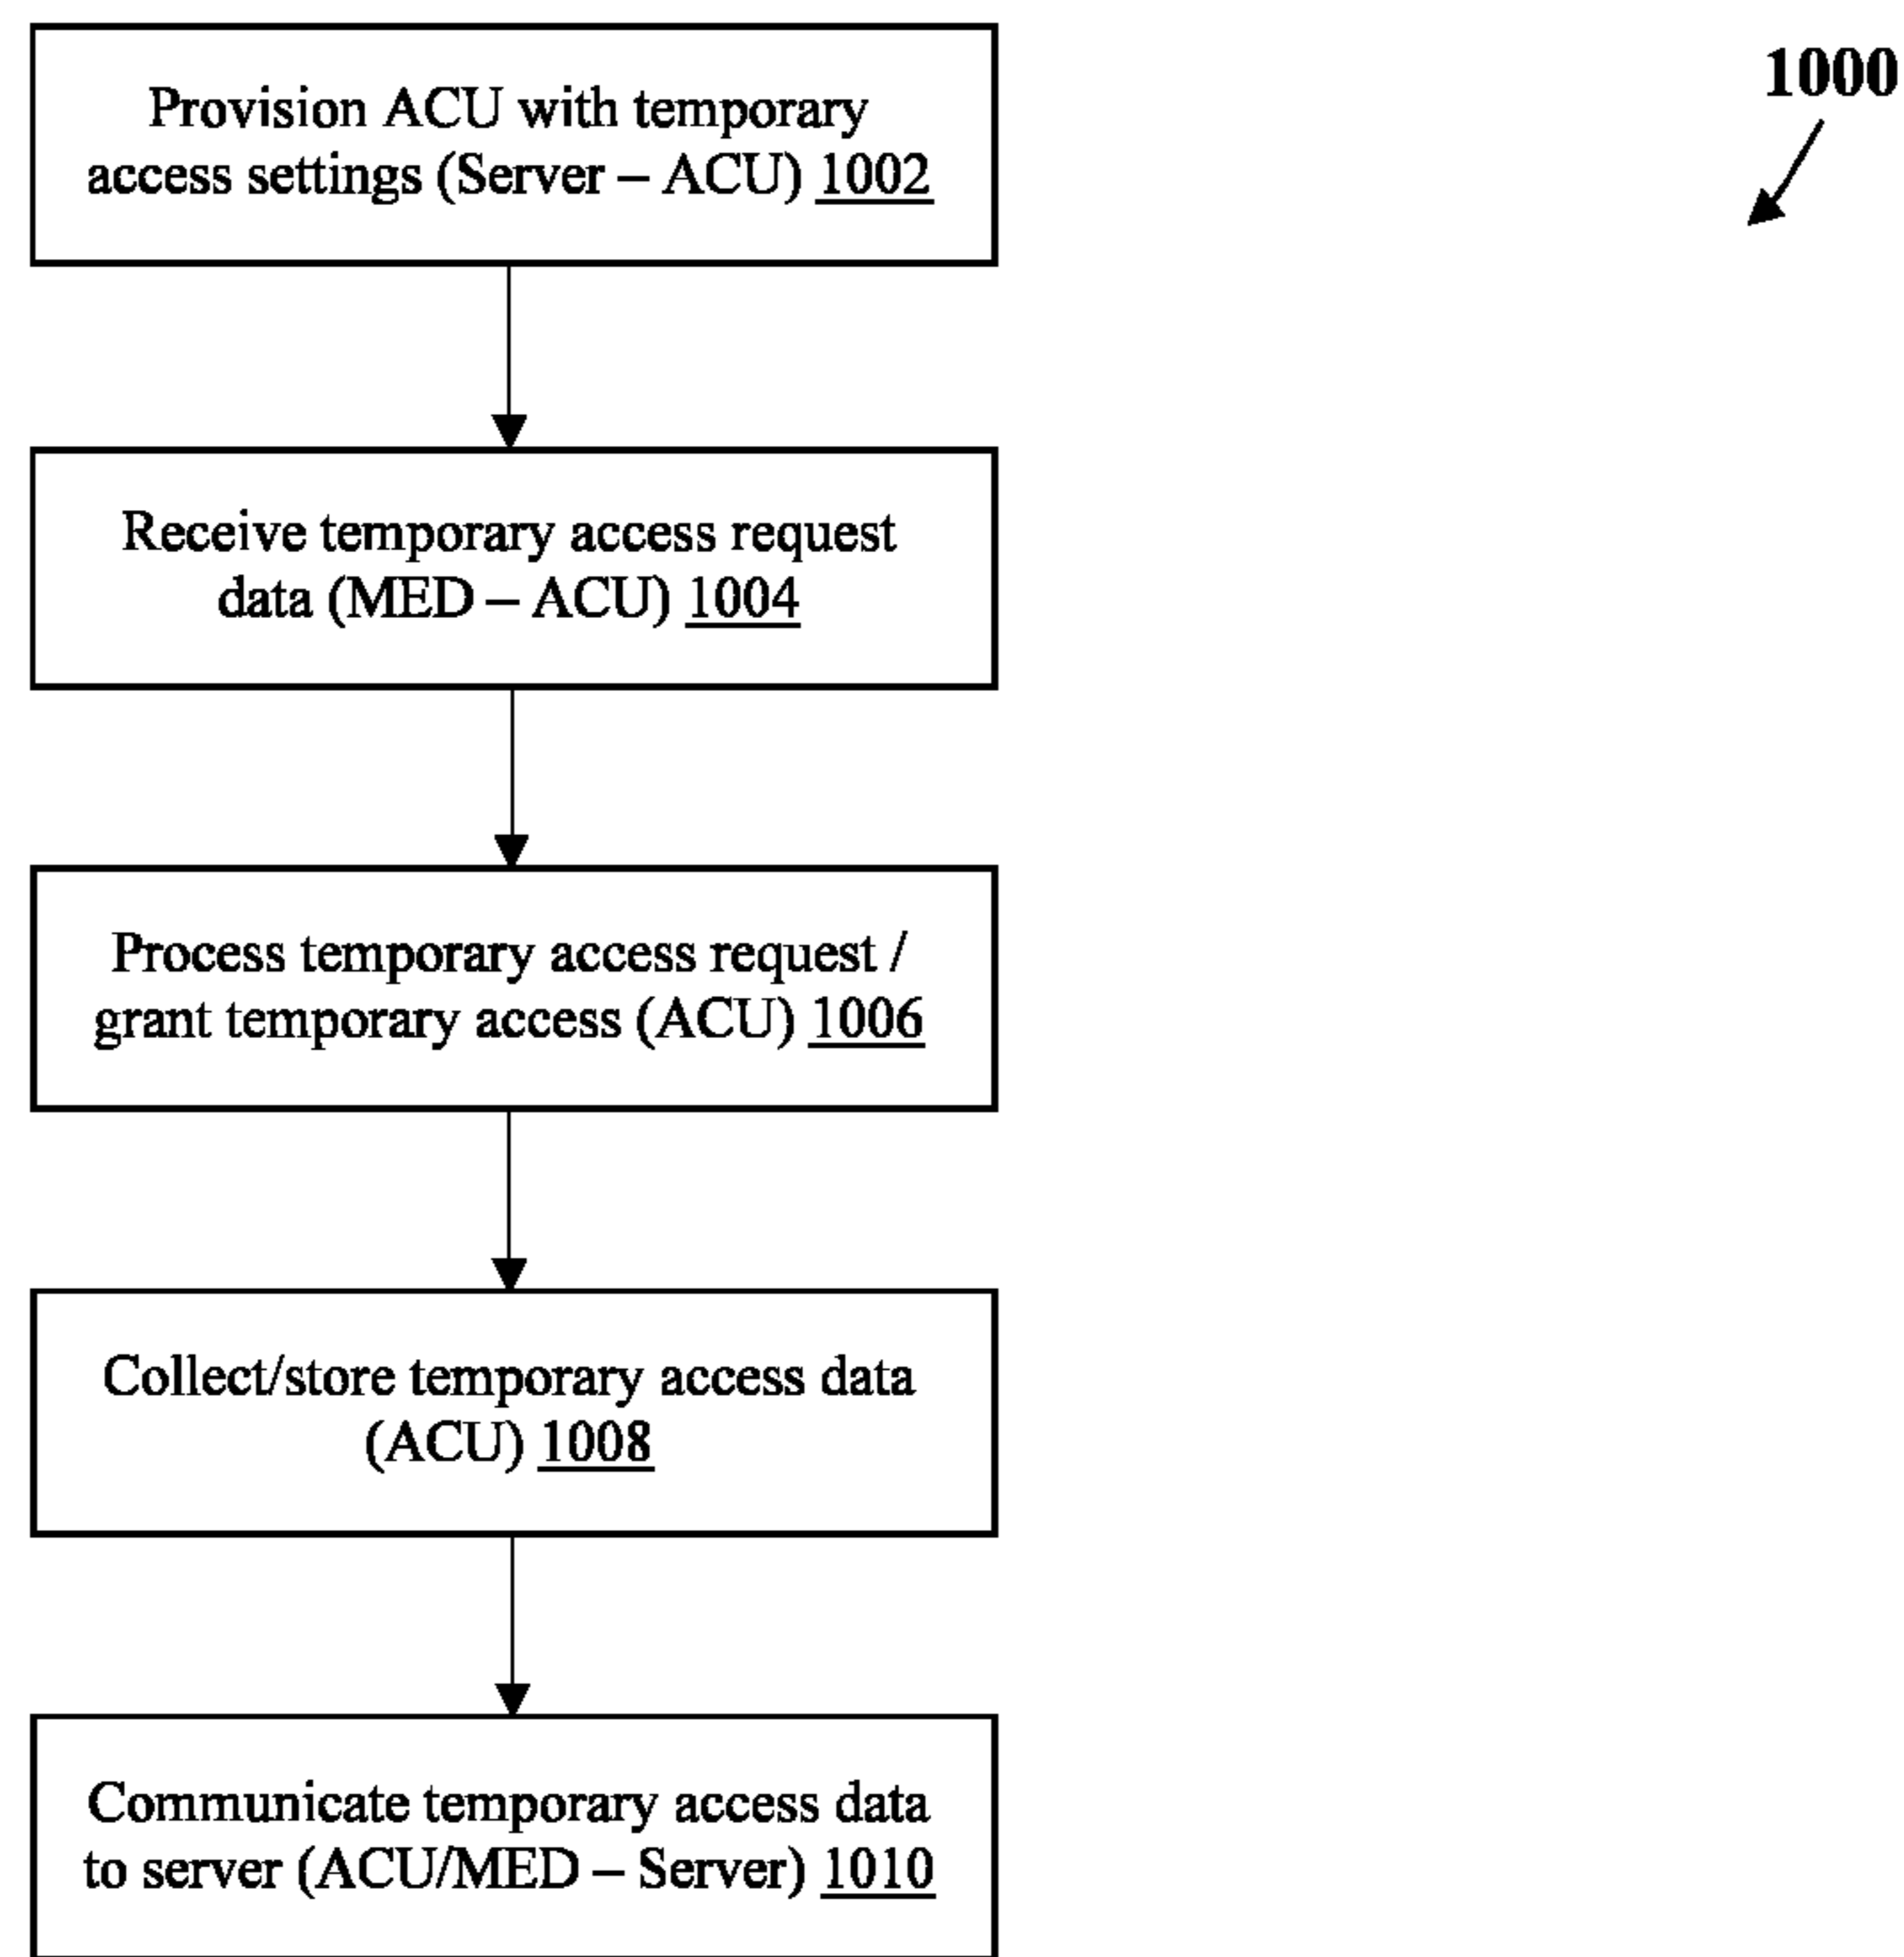 1000
Provision ACU with temporary
access settings (Server – ACU) 1002
Receive temporary access request
data (MED – ACU) 1004
Process temporary access request /
grant temporary access (ACU) 1006
Collect/store temporary access data
(ACU) 1008
Communicate temporary access data
to server (ACU/MED – Server) 1010